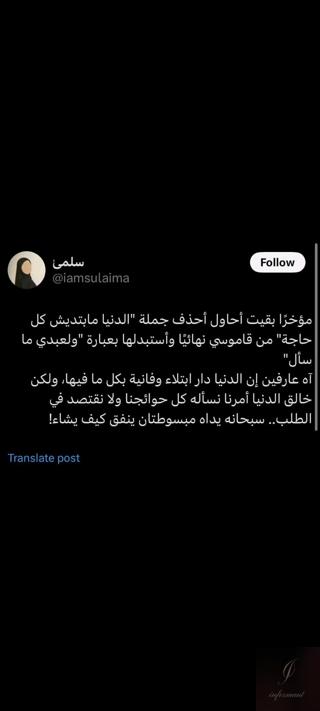 سلمىٰ
@iamsulaima
Follow
مؤخرًا بقيت أحاول أحذف جملة "الدنيا مابتديش كل
حاجة" من قاموسي نهائيًا وأستبدلها بعبارة "ولعبدي ما
سأل"
آه عارفين إن الدنيا دار ابتلاء وفانية بكل ما فيها، ولكن
خالق الدنيا أمرنا نسأله كل حوائجنا ولا نقتصد في
الطلب.. سبحانه يداه مبسوطتان ينفق كيف يشاء!
Translate post